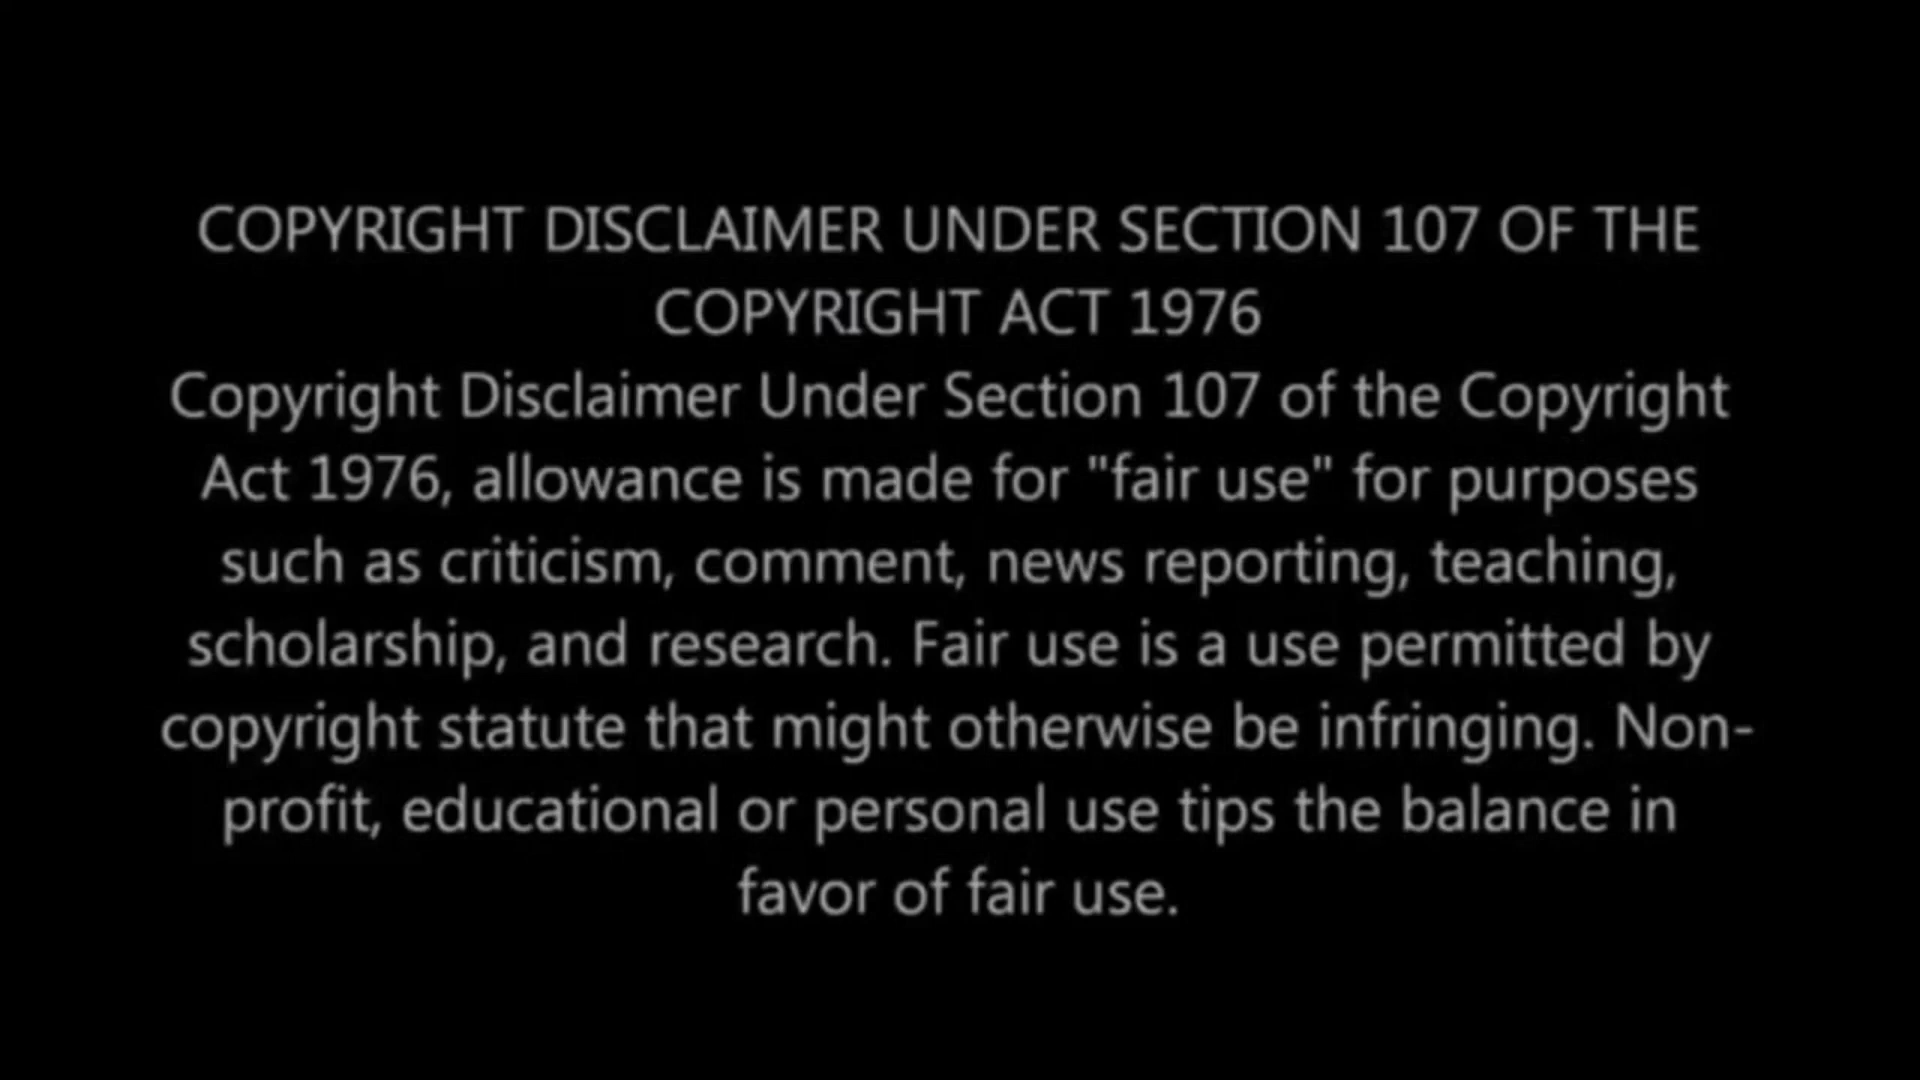 COPYRIGHT DISCLAIMER UNDER SECTION 107 OF THE
COPYRIGHT ACT 1976
Copyright Disclaimer Under Section 107 of the Copyright
Act 1976, allowance is made for "fair use" for purposes
such as criticism, comment, news reporting, teaching,
scholarship, and research. Fair use is a use permitted by
copyright statute that might otherwise be infringing. Non-
profit, educational or personal use tips the balance in
favor of fair use.